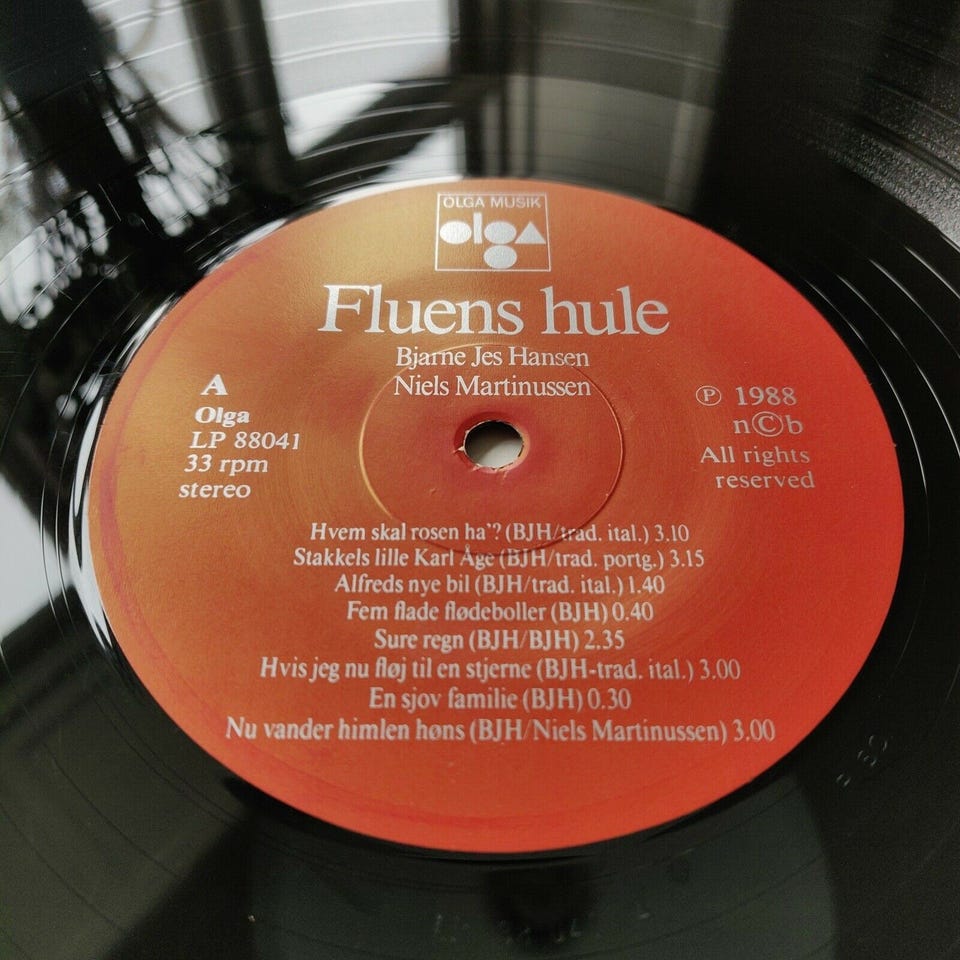 OLGA MUSIK
olga
Fluens hule
Bjarne Jes Hansen
Niels Martinussen
A
Olga
LP 88041
33 rpm
stereo
Ⓟ 1988
n©b
All rights
reserved
Hvem skal rosen ha'? (BJH/trad. ital.) 3.10
Stakkels lille Karl Åge (BJH/trad. portg.) 3.15
Alfreds nye bil (BJH/trad. ital.) 1.40
Fem flade flødeboller (BJH) 0.40
Sure regn (BJH/BJH) 2.35
Hvis jeg nu fløj til en stjerne (BJH-trad. ital.) 3.00
En sjov familie (BJH) 0.30
Nu vander himlen høns (BJH/Niels Martinussen) 3.00